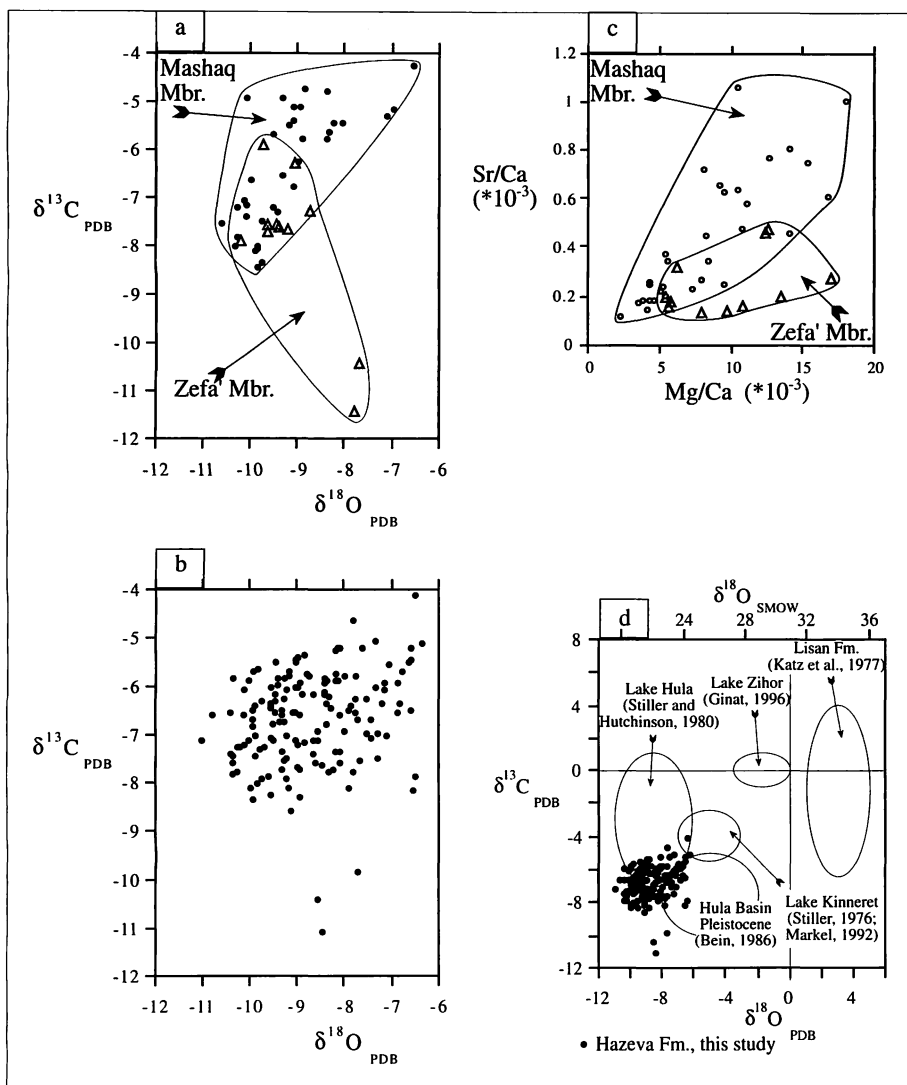 a
-4
-5
-6
-7
-8
-9
-10
-11
-12
δ¹³C PDB
Mashaq
Mbr.
Zefa' Mbr.
-12 -11 -10 -9 -8 -7 -6
δ¹⁸O PDB
c
1.2
1
0.8
0.6
0.4
0.2
0
Sr/Ca
(*10⁻³)
Mashaq
Mbr.
Zefa' Mbr.
0 5 10 15 20
Mg/Ca (*10⁻³)
b
-4
-5
-6
-7
-8
-9
-10
-11
-12
δ¹³C PDB
-12 -11 -10 -9 -8 -7 -6
δ¹⁸O PDB
d
δ¹⁸O SMOW
24 28 32 36
8
4
0
-4
-8
-12
δ¹³C PDB
Lisan Fm.
(Katz et al., 1977)
Lake Zihor
(Ginat, 1996)
Lake Hula
(Stiller and
Hutchinson,
1980)
Hula Basin
Pleistocene
(Bein, 1986)
Lake Kinneret
(Stiller, 1976;
Markel, 1992)
-12 -8 -4 0 4
δ¹⁸O PDB
• Hazeva Fm., this study